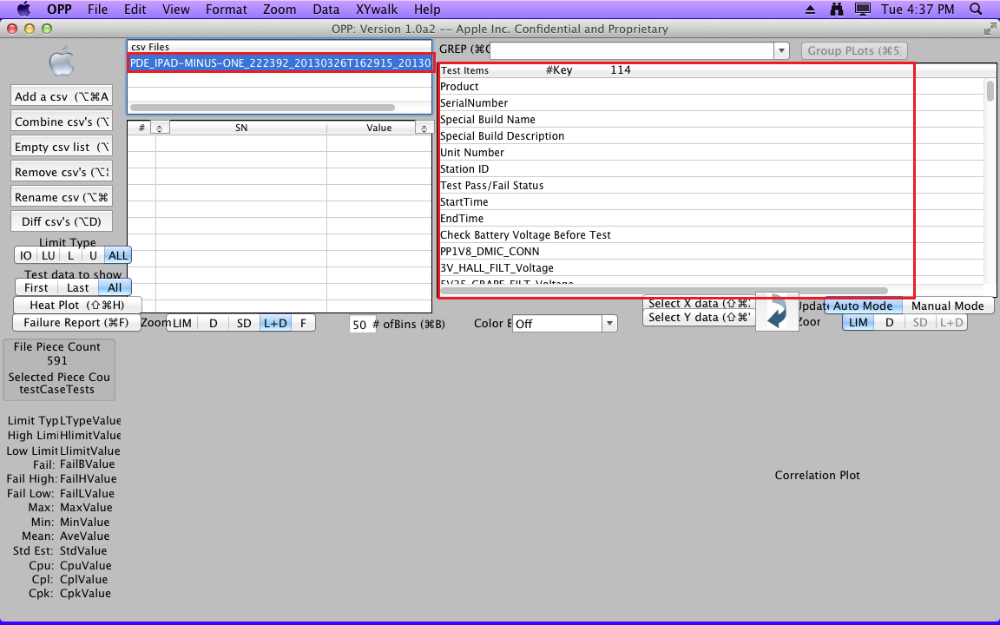 OPP File Edit View Format Zoom Data XYwalk Help Tue 4:37 PM
OPP: Version 1.0a2 -- Apple Inc. Confidential and Proprietary
csv Files
PDE_IPAD-MINUS-ONE_222392_20130326T162915_20130
GREP (⌘G
Group PLots (⌘5
Test Items #Key 114
Product
SerialNumber
Special Build Name
Special Build Description
Unit Number
Station ID
Test Pass/Fail Status
StartTime
EndTime
Check Battery Voltage Before Test
PP1V8_DMIC_CONN
3V_HALL_FILT_Voltage
5V25_GRAPE_FILT_Voltage
Add a csv (⌥⌘A
Combine csv's (⌥
Empty csv list (⌥
Remove csv's (⌥
Rename csv (⌥⌘
Diff csv's (⌥D)
# SN Value
Limit Type
IO LU L U ALL
Test data to show
First Last All
Heat Plot (⇧⌘H)
Failure Report (⌘F)
Zoom LIM D SD L+D F
50 # ofBins (⌘B)
Color B Off
Select X data (⇧⌘
Select Y data (⇧⌘
Updat Auto Mode Manual Mode
Zoor LIM D SD L+D
File Piece Count
591
Selected Piece Cou
testCaseTests
Limit Typ LTypeValue
High Limi HlimitValue
Low Limit LlimitValue
Fail: FailBValue
Fail High: FailHValue
Fail Low: FailLValue
Max: MaxValue
Min: MinValue
Mean: AveValue
Std Est: StdValue
Cpu: CpuValue
Cpl: CplValue
Cpk: CpkValue
Correlation Plot